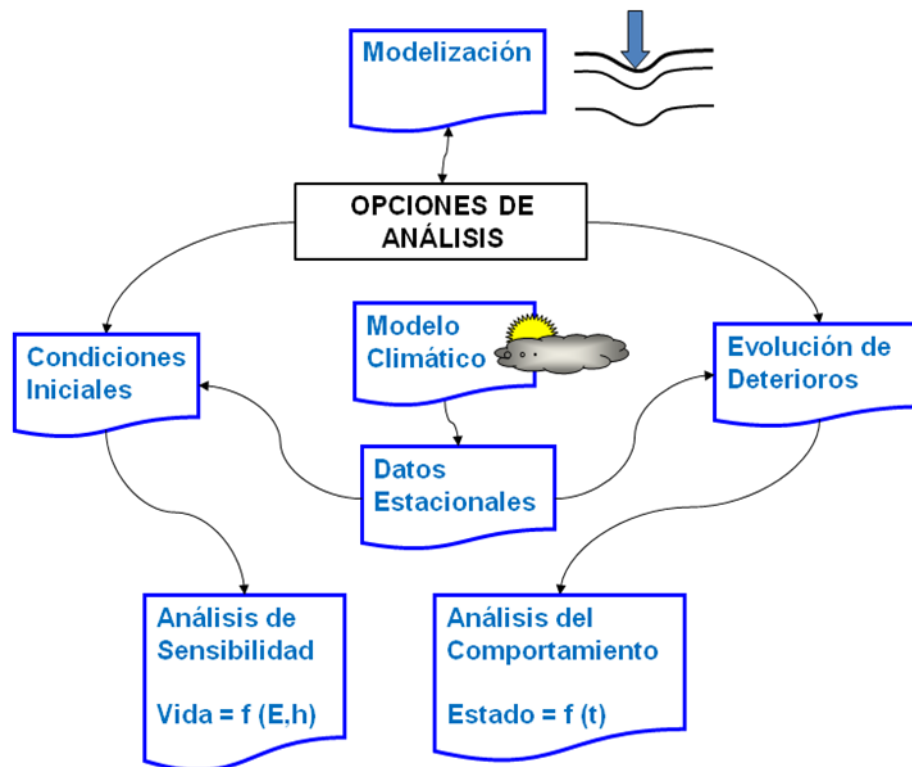 Modelización
OPCIONES DE
ANÁLISIS
Condiciones
Iniciales
Modelo
Climático
Evolución de
Deterioros
Datos
Estacionales
Análisis de
Sensibilidad
Vida = f (E,h)
Análisis del
Comportamiento
Estado = f (t)